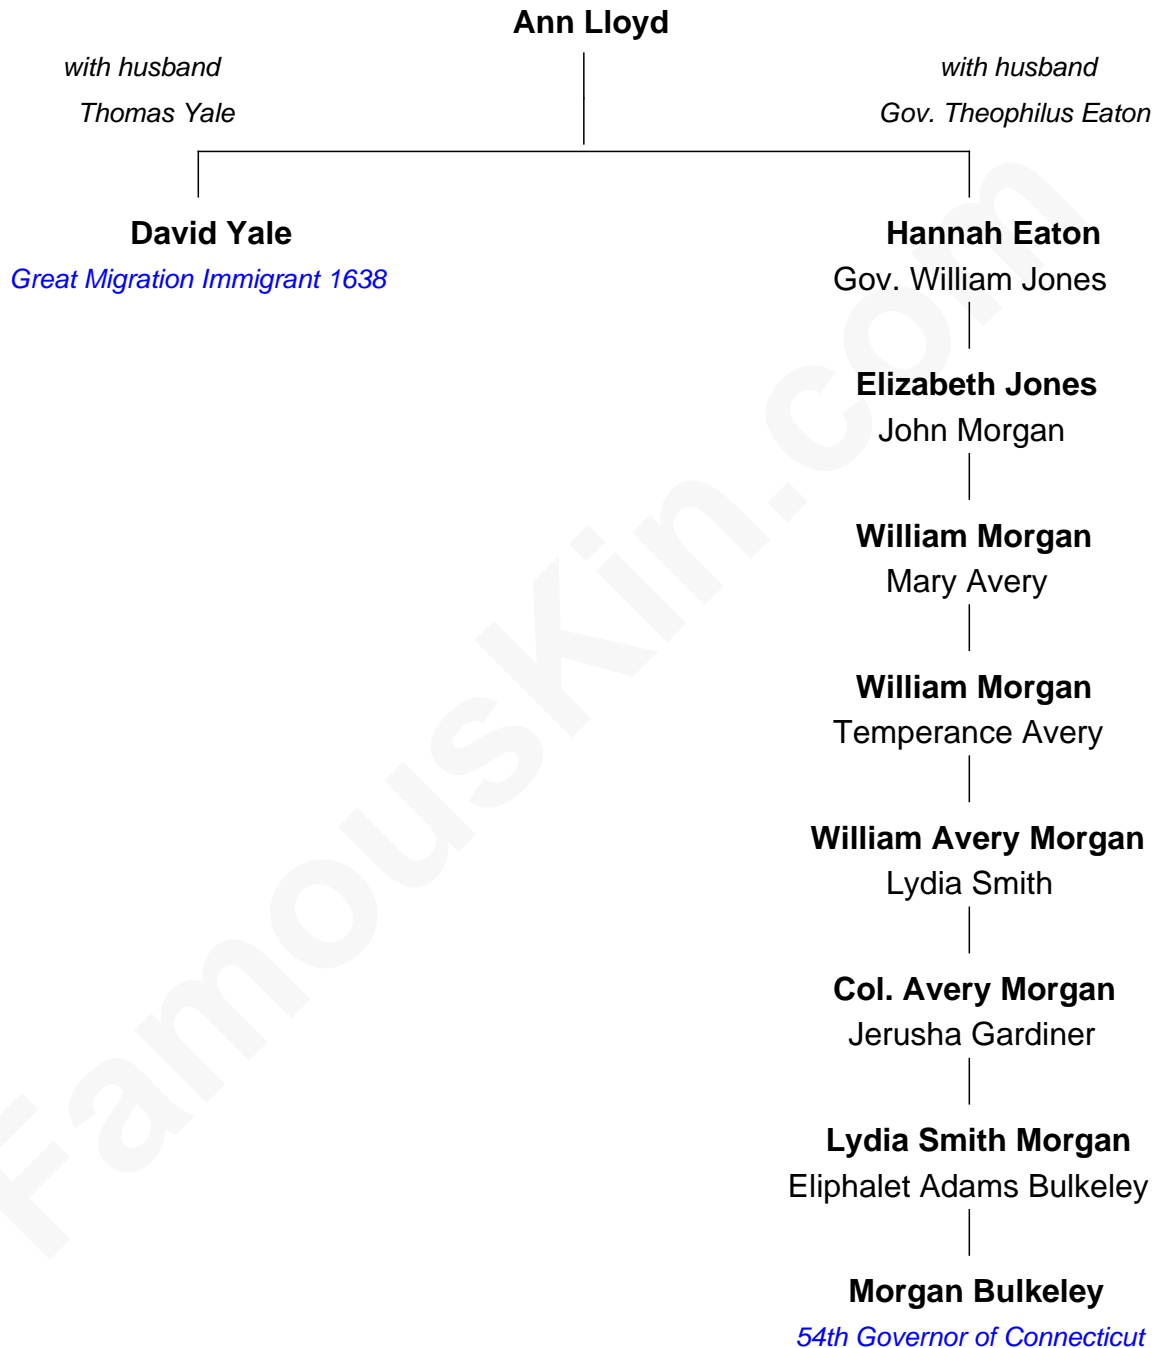 Ann Lloyd
with husband
Thomas Yale
with husband
Gov. Theophilus Eaton
David Yale
Great Migration Immigrant 1638
Hannah Eaton
Gov. William Jones
Elizabeth Jones
John Morgan
William Morgan
Mary Avery
William Morgan
Temperance Avery
William Avery Morgan
Lydia Smith
Col. Avery Morgan
Jerusha Gardiner
Lydia Smith Morgan
Eliphalet Adams Bulkeley
Morgan Bulkeley
54th Governor of Connecticut
FamousKin.com